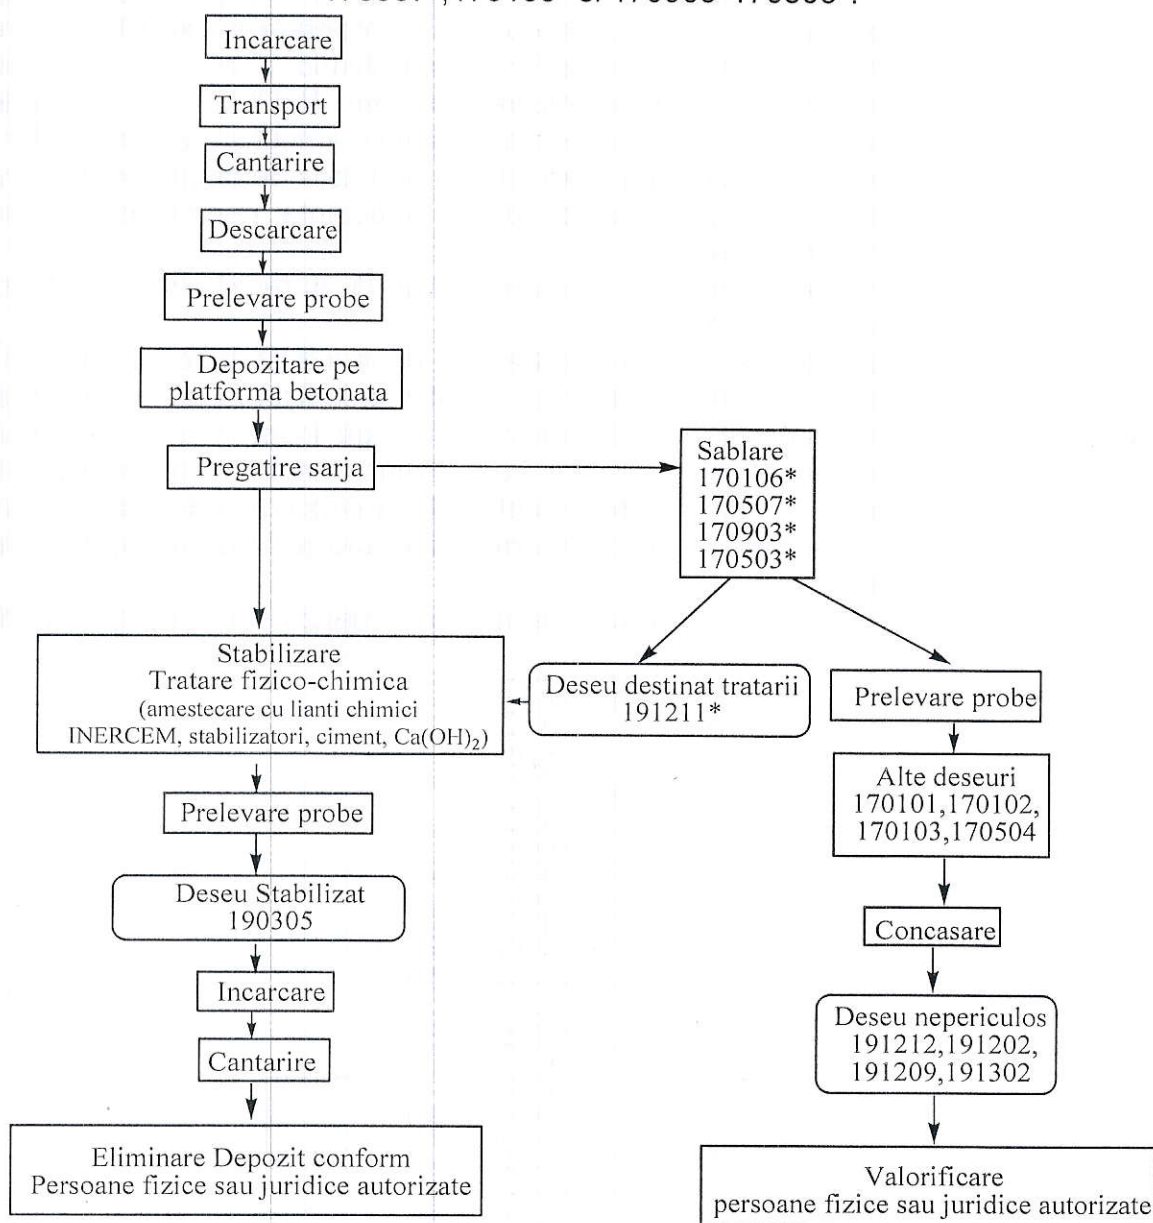 Incarcare
Transport
Cantarire
Descarcare
Prelevare probe
Depozitare pe
platforma betonata
Pregatire sarja
Sablare
170106*
170507*
170903*
170503*
Stabilizare
Tratare fizico-chimica
(amestecare cu lianti chimici
INERCEM, stabilizatori, ciment, Ca(OH)₂)
Deseu destinat tratarii
191211*
Prelevare probe
Alte deseuri
170101,170102,
170103,170504
Prelevare probe
Deseu Stabilizat
190305
Concasare
Incarcare
Deseu nepericulos
191212,191202,
191209,191302
Cantarire
Eliminare Depozit conform
Persoane fizice sau juridice autorizate
Valorificare
persoane fizice sau juridice autorizate